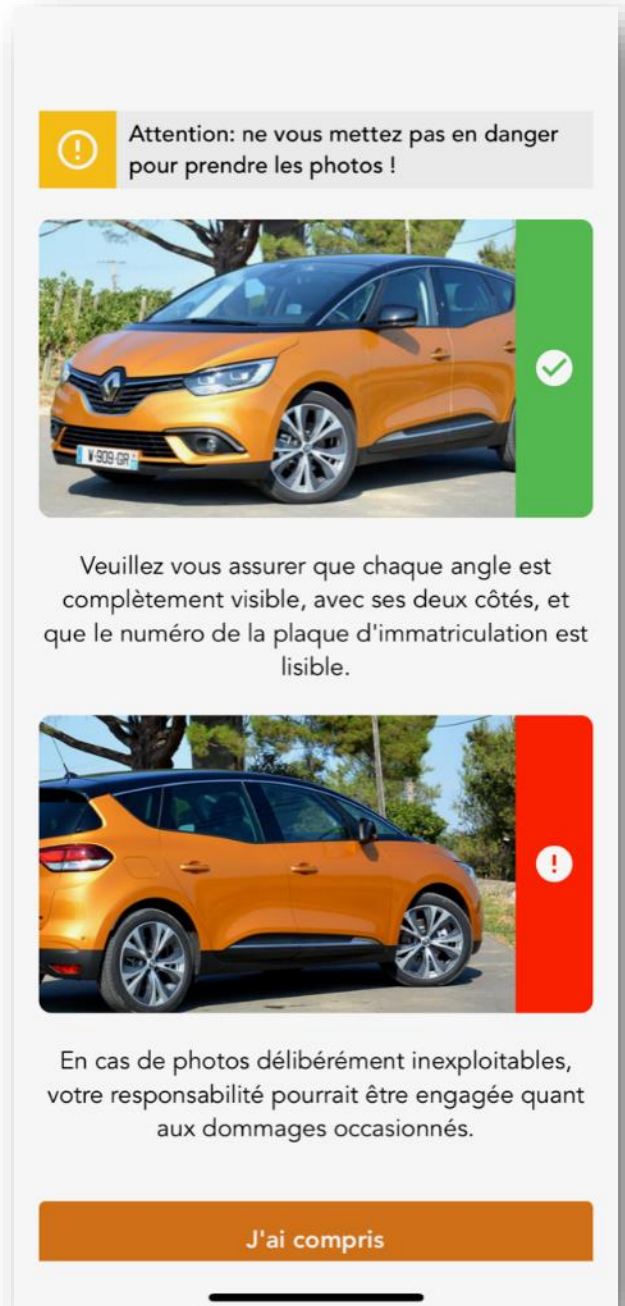 Attention: ne vous mettez pas en danger
pour prendre les photos !
W-909-GR
Veuillez vous assurer que chaque angle est
complètement visible, avec ses deux côtés, et
que le numéro de la plaque d'immatriculation est
lisible.
En cas de photos délibérément inexploitables,
votre responsabilité pourrait être engagée quant
aux dommages occasionnés.
J'ai compris